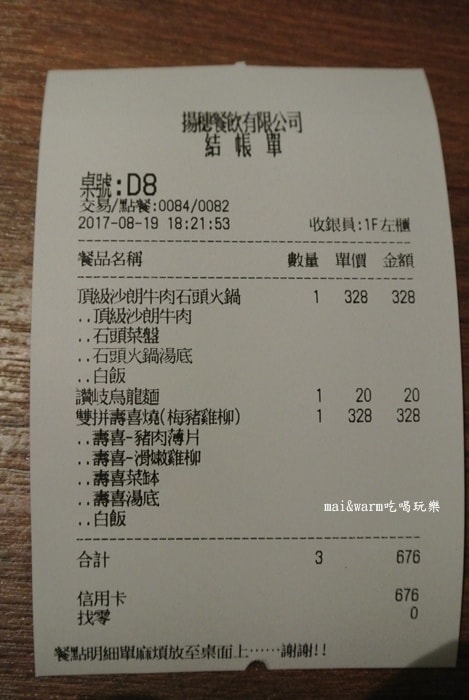 揚穗餐飲有限公司
結 帳 單
桌號:D8
交易/點餐:0084/0082
2017-08-19 18:21:53 收銀員:1F左櫃
餐品名稱 數量 單價 金額
頂級沙朗牛肉石頭火鍋 1 328 328
..頂級沙朗牛肉
..石頭菜盤
..石頭火鍋湯底
..白飯
讚岐烏龍麵 1 20 20
雙拼壽喜燒(梅豬雞柳) 1 328 328
..壽喜-豬肉薄片
..壽喜-滑嫩雞柳
..壽喜菜缽
..壽喜湯底
..白飯
mai&warm吃喝玩樂
合計 3 676
信用卡 676
找零 0
餐點明細單麻煩放至桌面上……謝謝!!